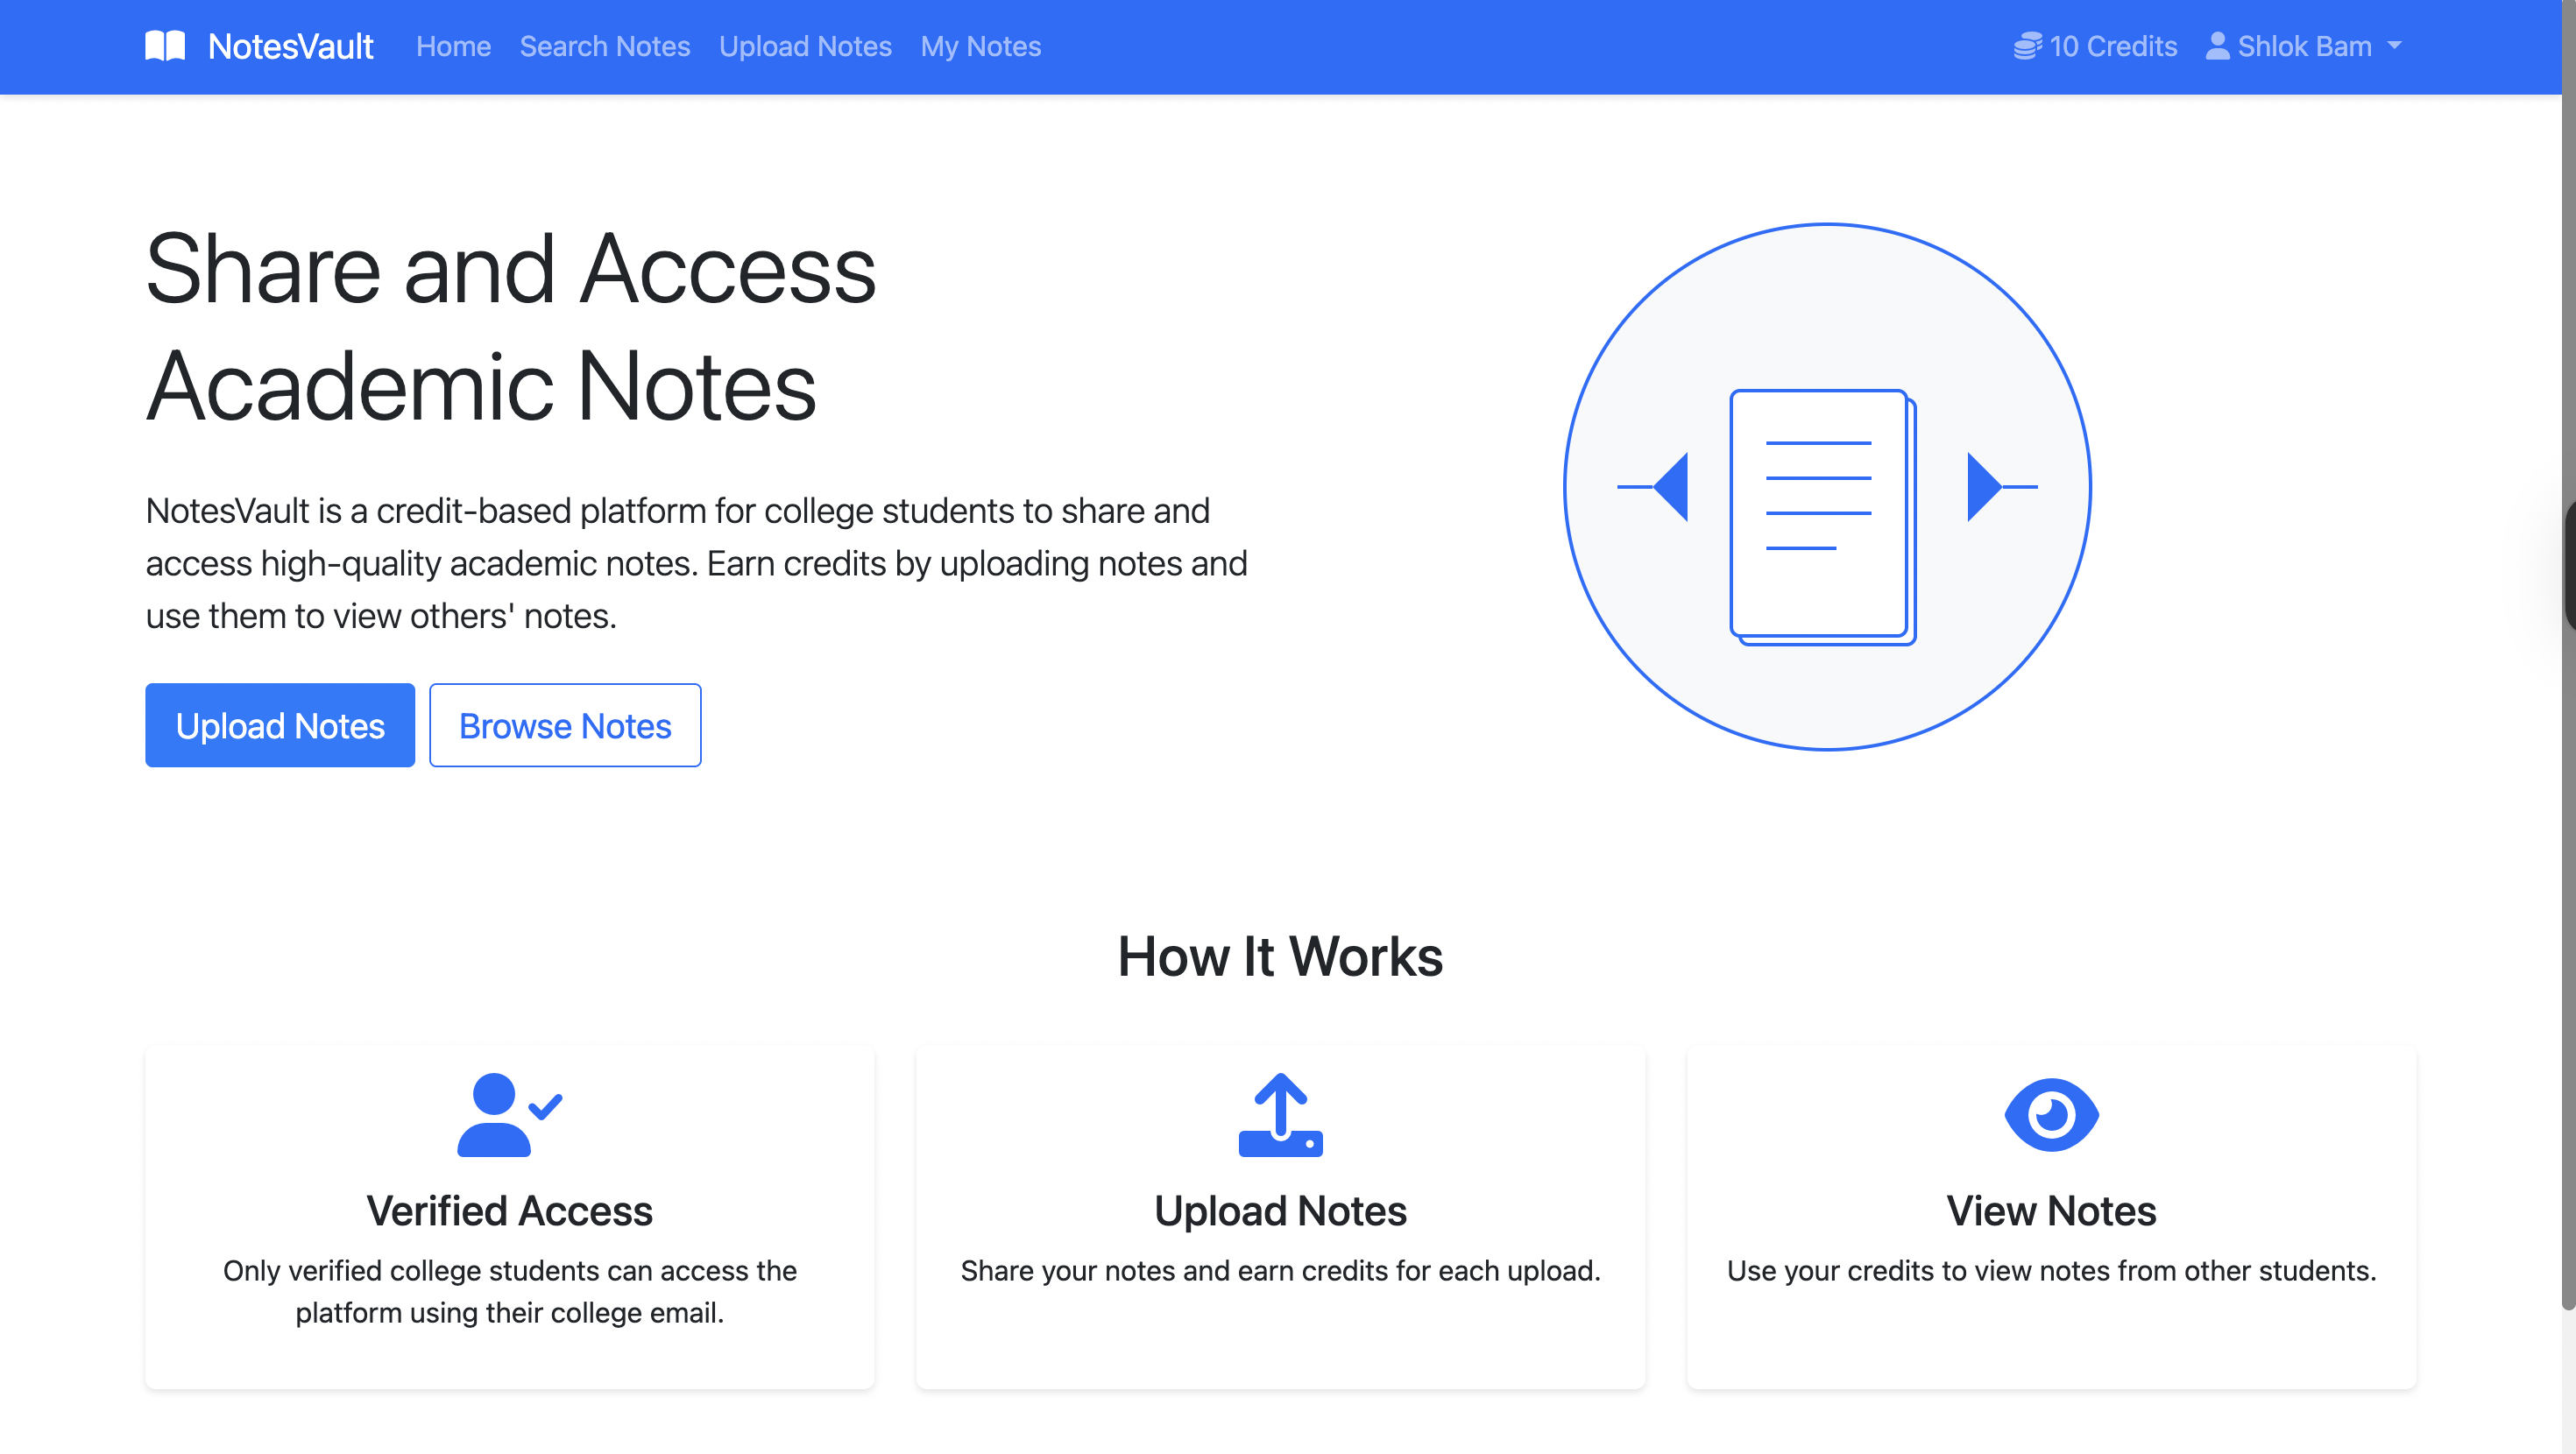 NotesVault Home Search Notes Upload Notes My Notes 10 Credits Shlok Bam
Share and Access
Academic Notes
NotesVault is a credit-based platform for college students to share and
access high-quality academic notes. Earn credits by uploading notes and
use them to view others' notes.
Upload Notes Browse Notes
How It Works
Verified Access
Only verified college students can access the
platform using their college email.
Upload Notes
Share your notes and earn credits for each upload.
View Notes
Use your credits to view notes from other students.